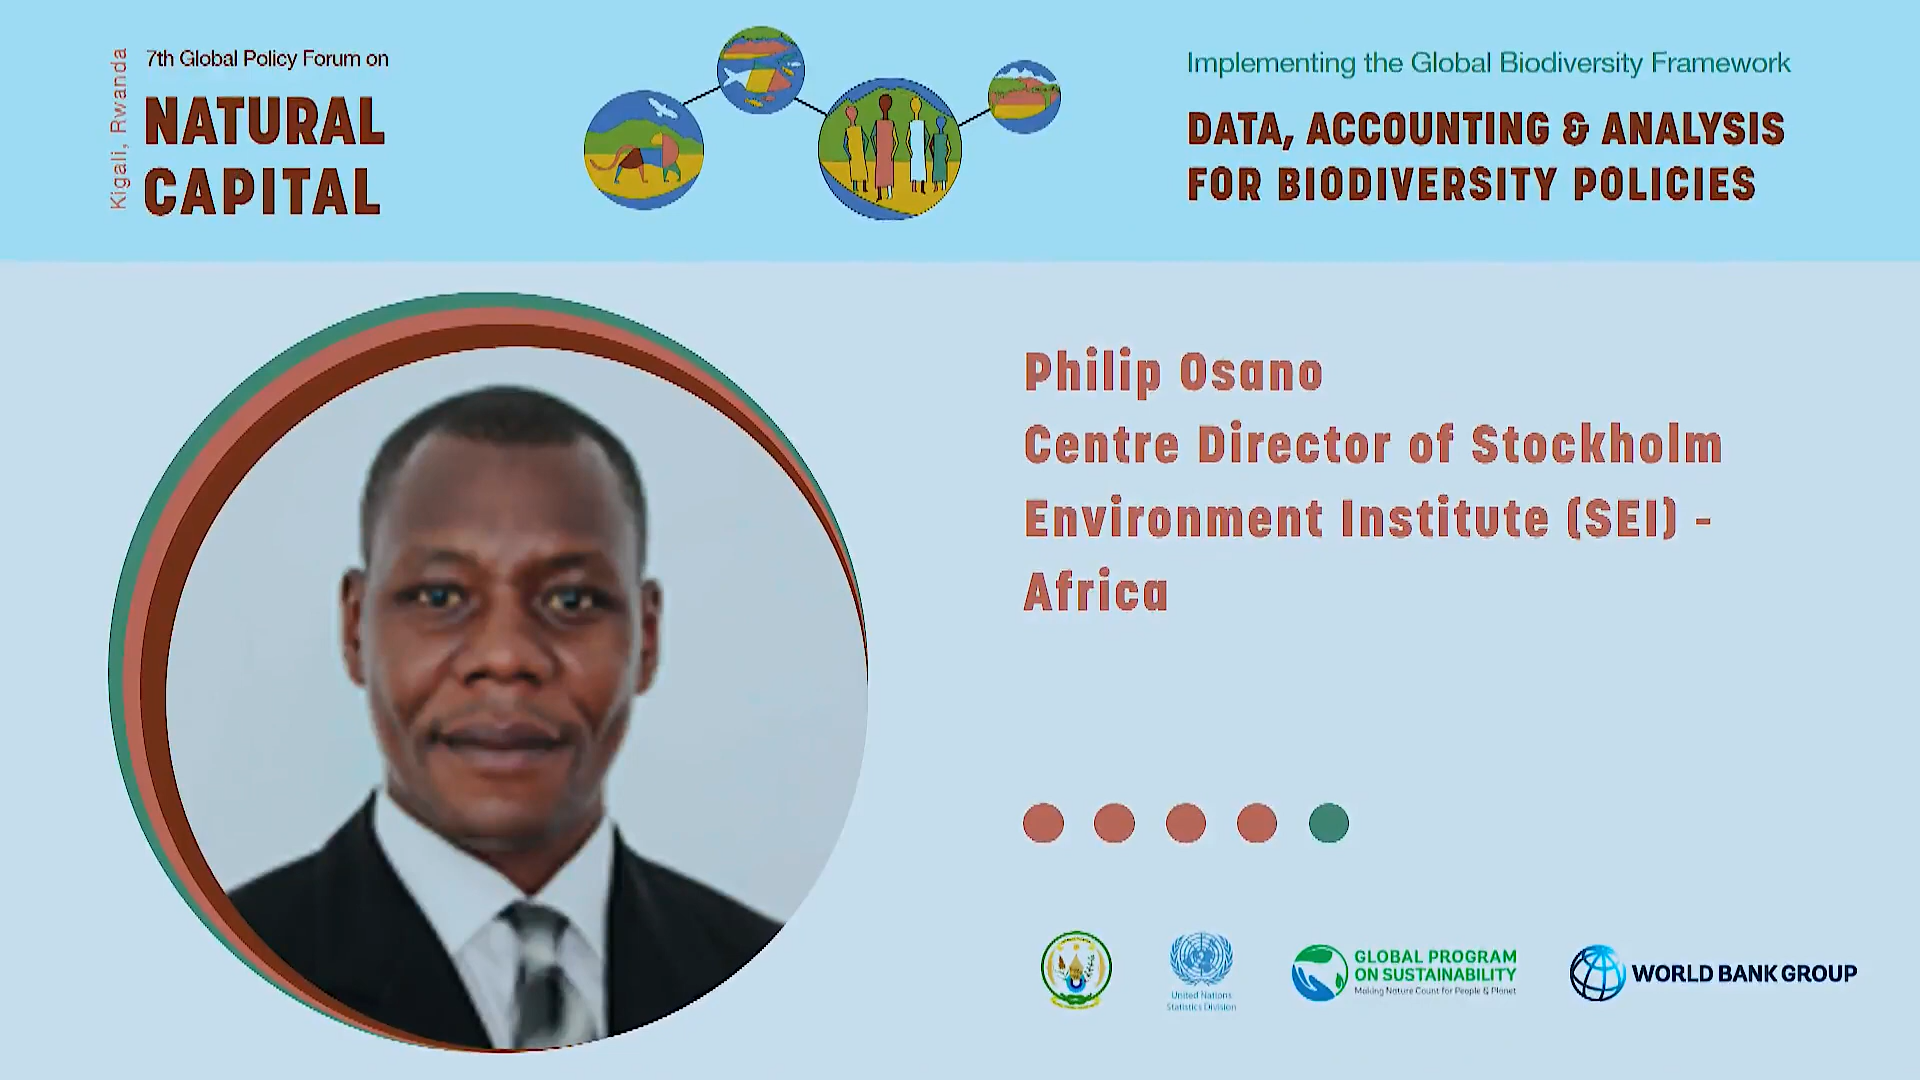 Kigali, Rwanda
7th Global Policy Forum on
NATURAL
CAPITAL
Implementing the Global Biodiversity Framework
DATA, ACCOUNTING & ANALYSIS
FOR BIODIVERSITY POLICIES
Philip Osano
Centre Director of Stockholm
Environment Institute (SEI) -
Africa
United Nations
Statistics Division
GLOBAL PROGRAM
ON SUSTAINABILITY
Making Nature Count for People & Planet
WORLD BANK GROUP